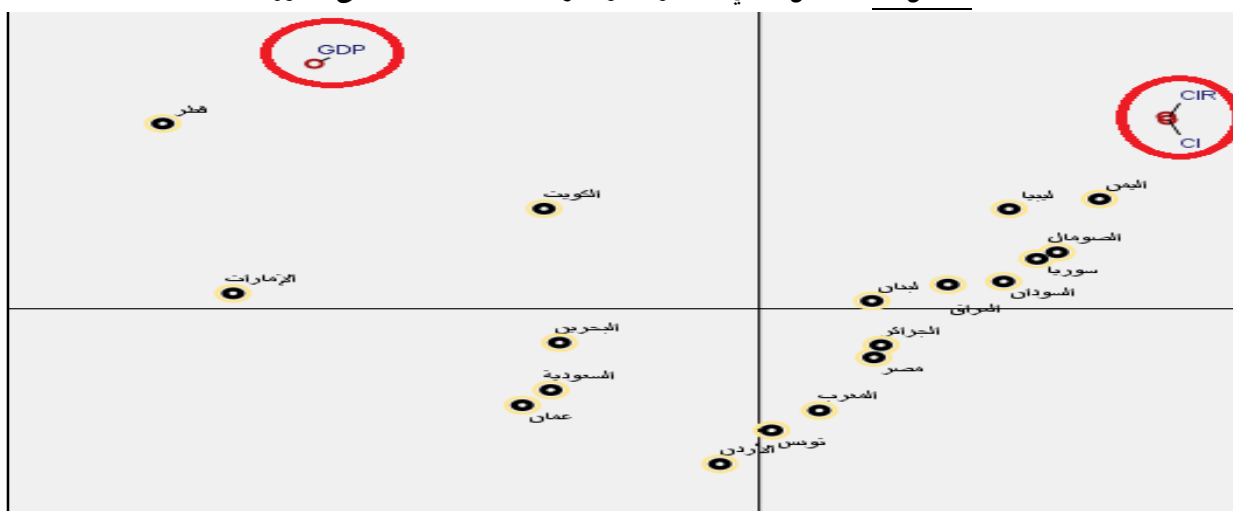 GDP
قطر
CIR
CI
اليمن
ليبيا
الكويت
الصومال
سوريا
الإمارات
لبنان
السودان
العراق
البحرين
الجزائر
مصر
السعودية
المغرب
عمان
تونس
الأردن